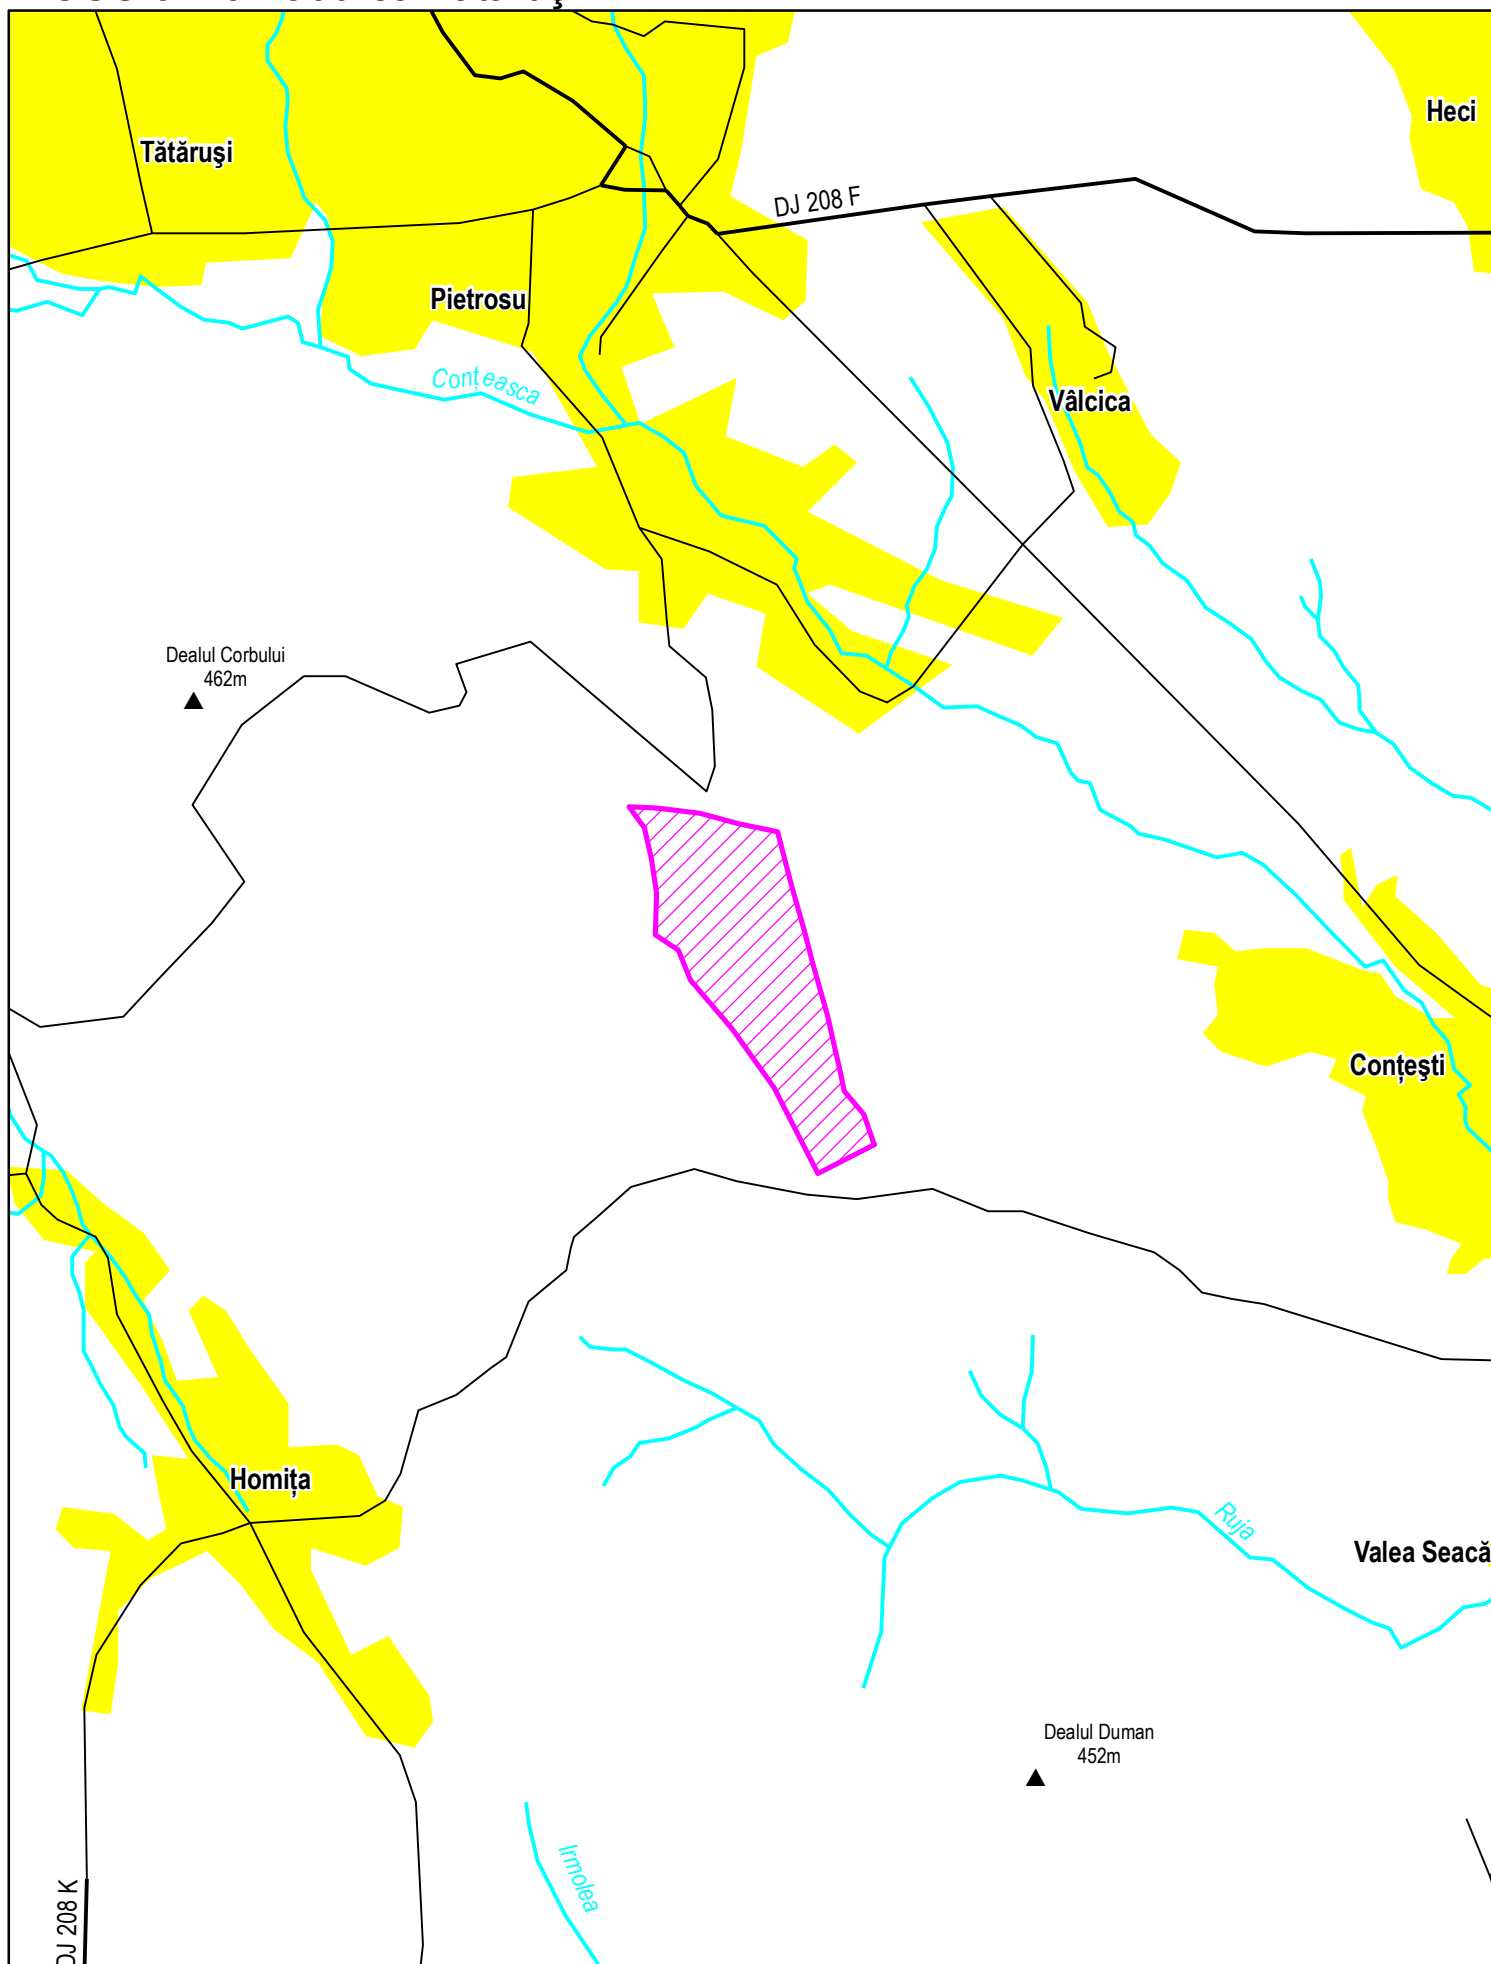 Heci
Tătăruşi
DJ 208 F
Pietrosu
Conţeasca
Vâlcica
Dealul Corbului
462m
Conţeşti
Homiţa
Ruja
Valea Seacă
Dealul Duman
452m
Irmolea
DJ 208 K